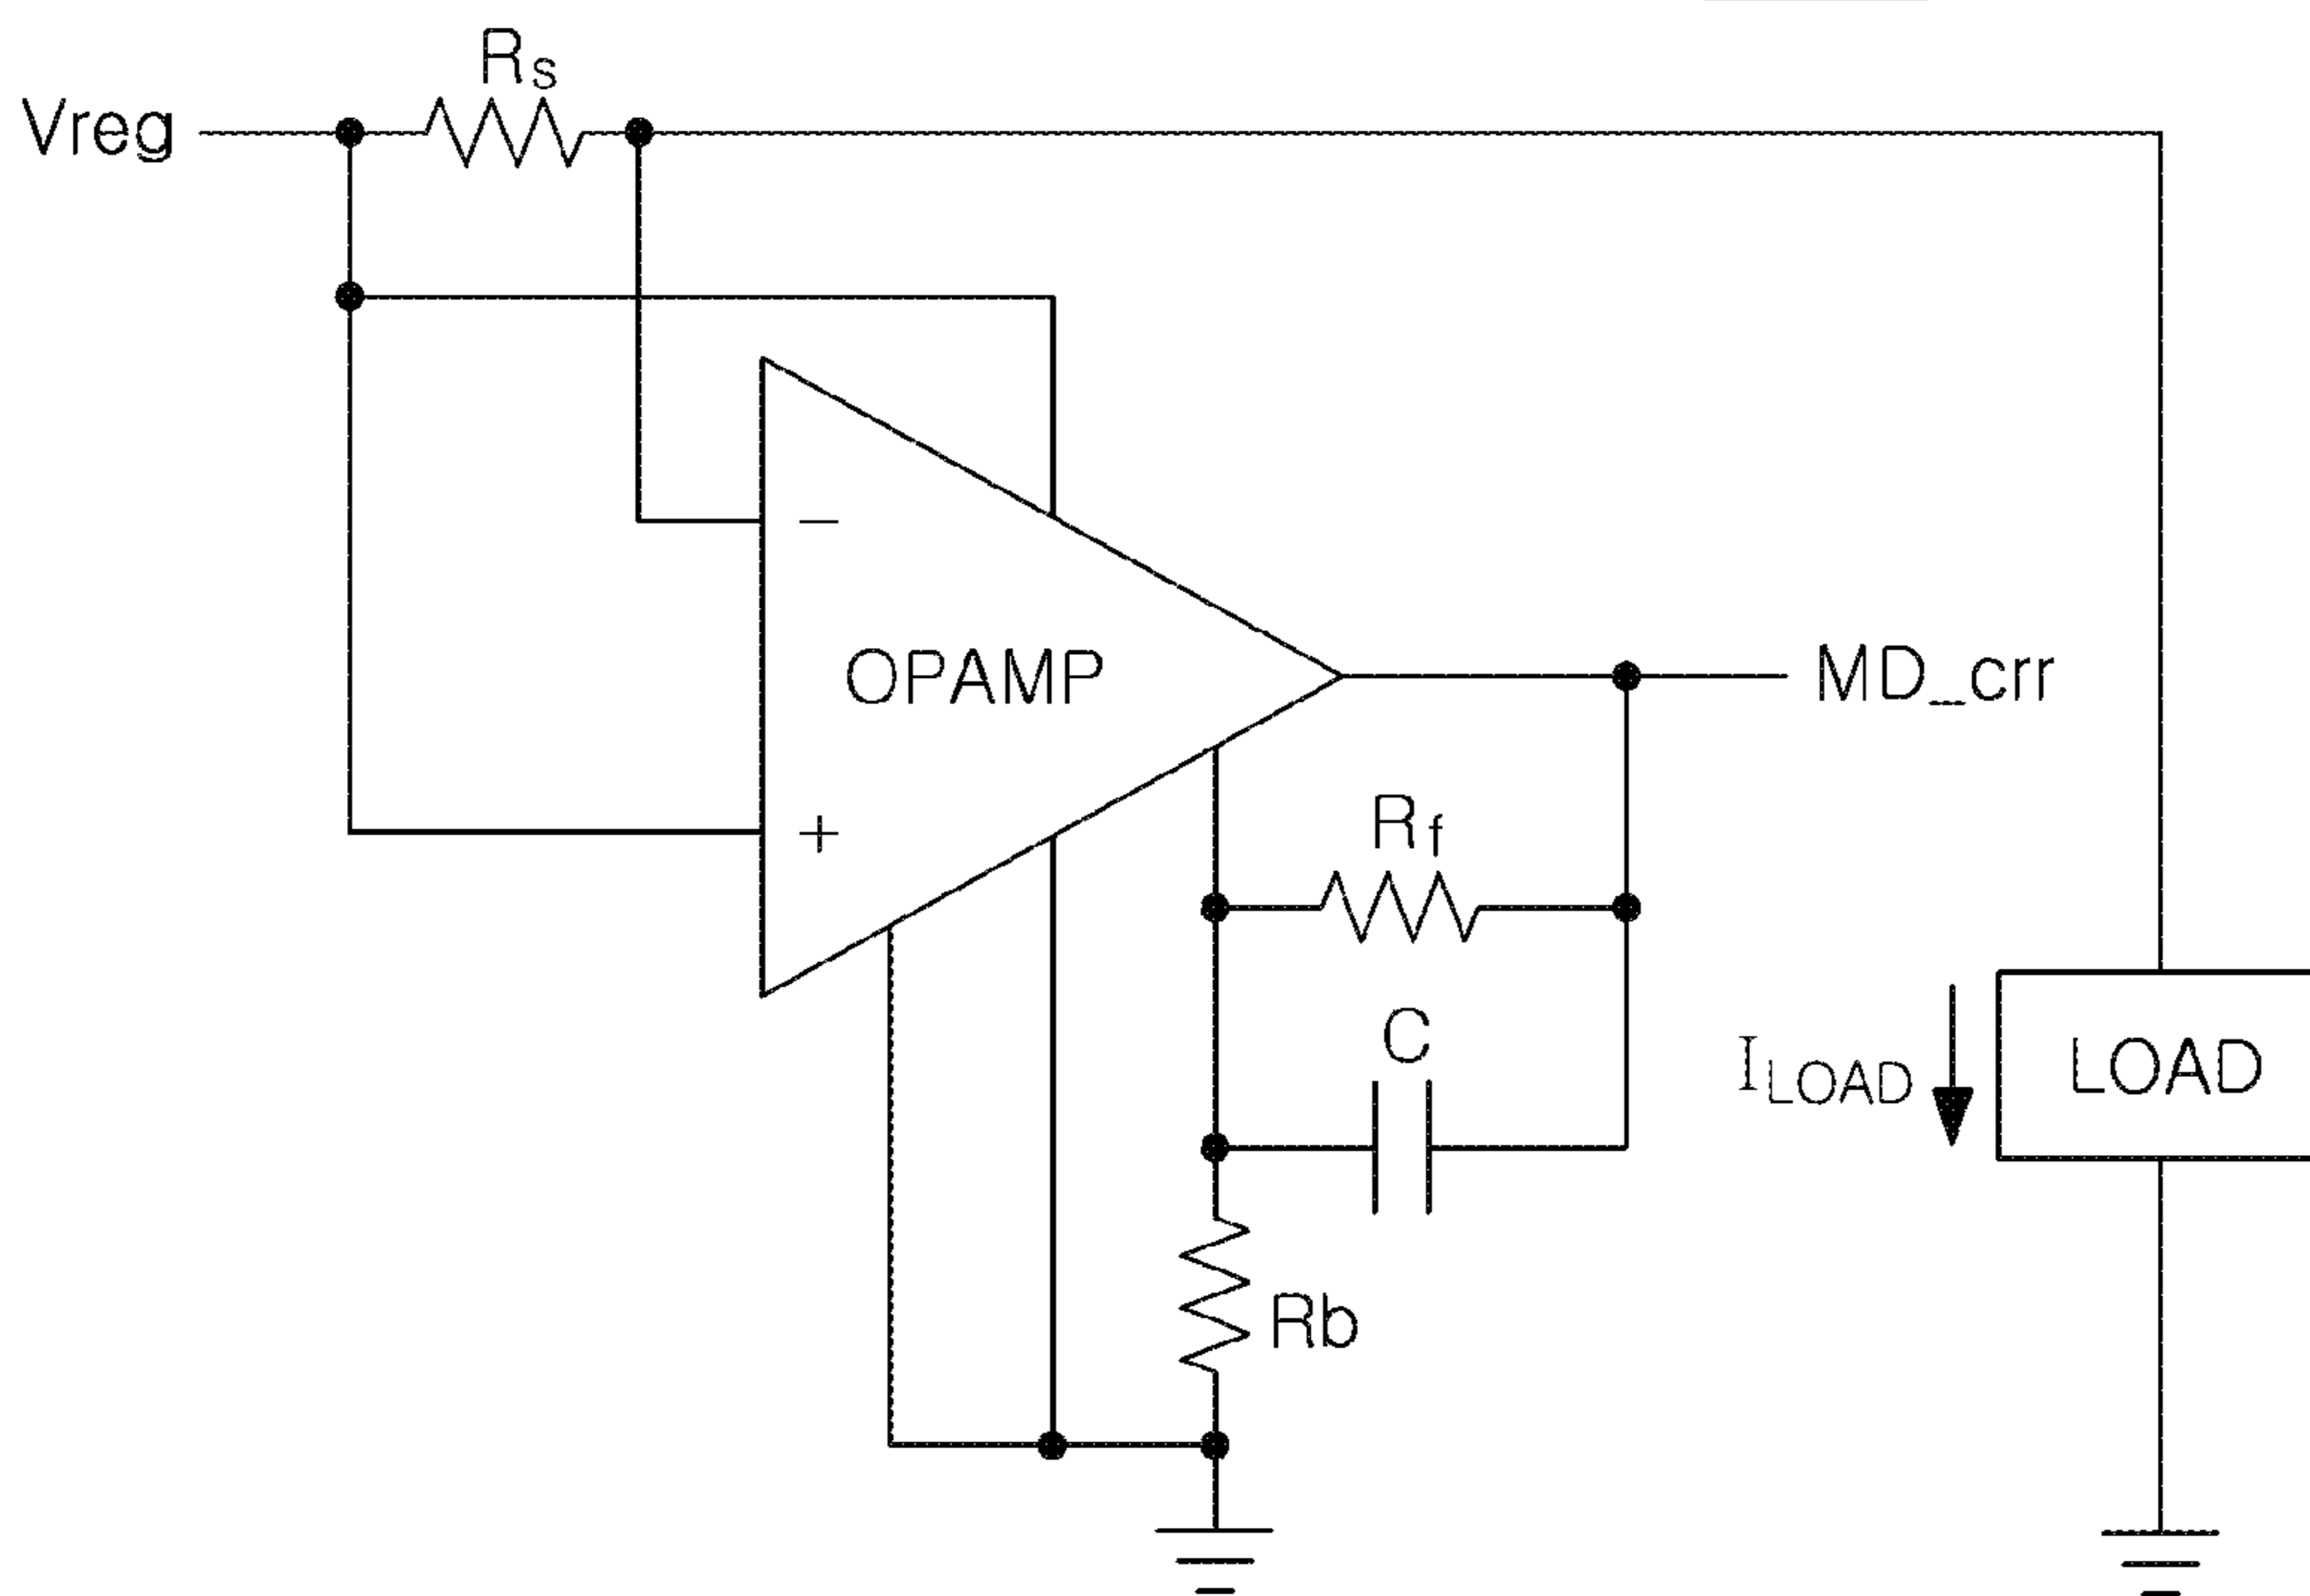 Rs
Vreg
−
OPAMP
MD_crr
+
Rf
C
ILOAD
LOAD
Rb